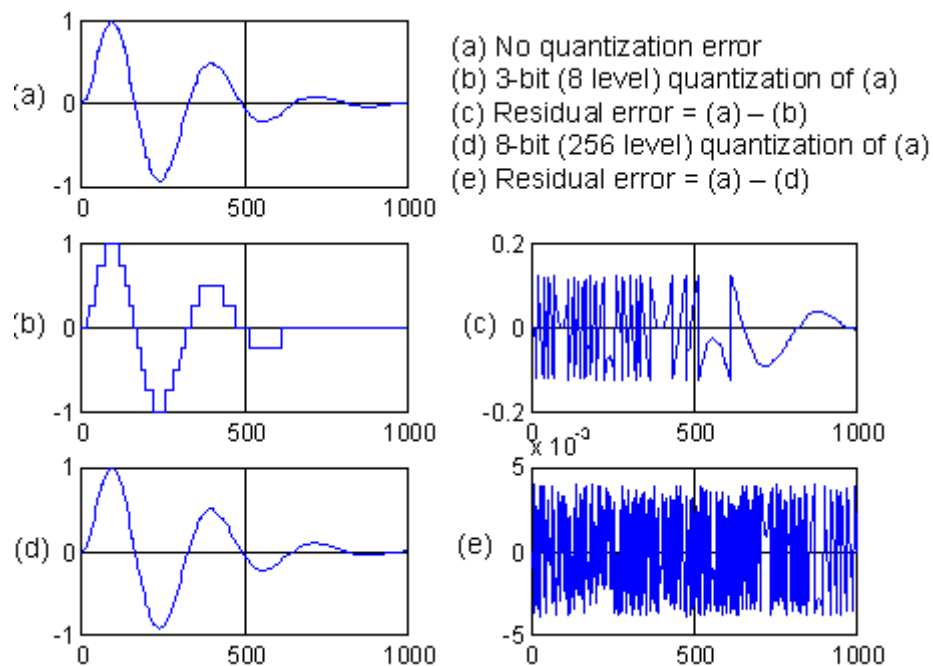 1
(a) 0
-1
0 500 1000
(a) No quantization error
(b) 3-bit (8 level) quantization of (a)
(c) Residual error = (a) – (b)
(d) 8-bit (256 level) quantization of (a)
(e) Residual error = (a) – (d)
1
(b) 0
-1
0 500 1000
0.2
(c) 0
-0.2
0 500 1000
1
(d) 0
-1
0 500 1000
x 10⁻³
5
(e) 0
-5
0 500 1000